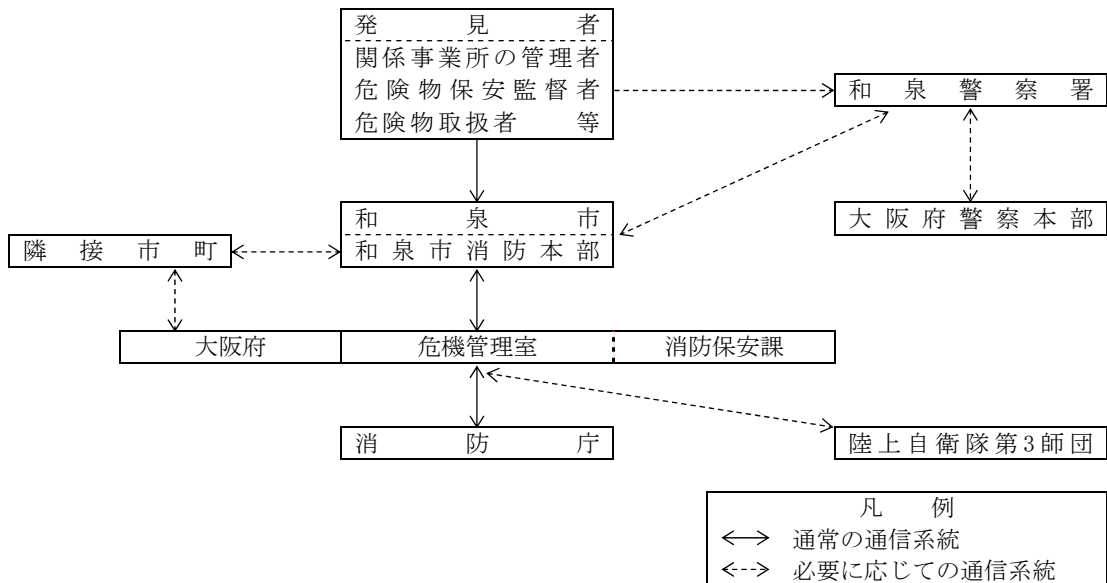 発見者
関係事業所の管理者
危険物保安監督者
危険物取扱者 等
和泉警察署
大阪府警察本部
和泉市
和泉市消防本部
隣接市町
大阪府 危機管理室 消防保安課
消防庁
陸上自衛隊第3師団
凡例
通常の通信系統
必要に応じての通信系統